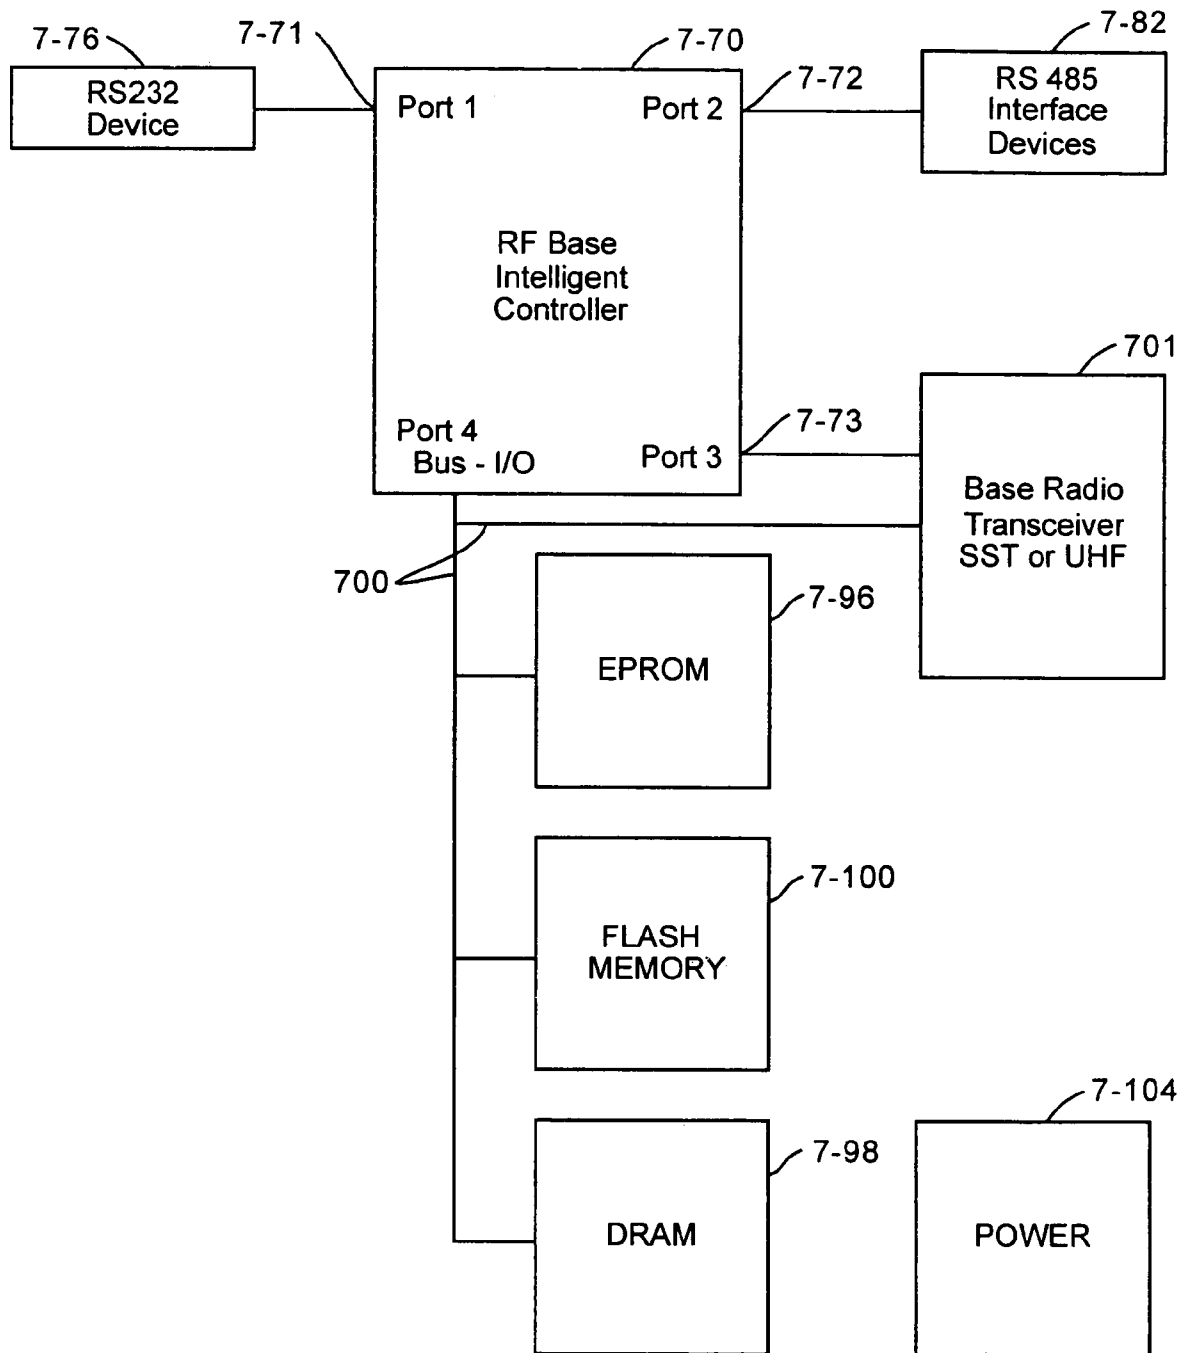 7-76
7-71
7-70
7-82
RS232
Device
Port 1
Port 2
7-72
RS 485
Interface
Devices
RF Base
Intelligent
Controller
701
Port 4
Bus - I/O
Port 3
7-73
Base Radio
Transceiver
SST or UHF
700
EPROM
7-96
FLASH
MEMORY
7-100
DRAM
7-98
POWER
7-104